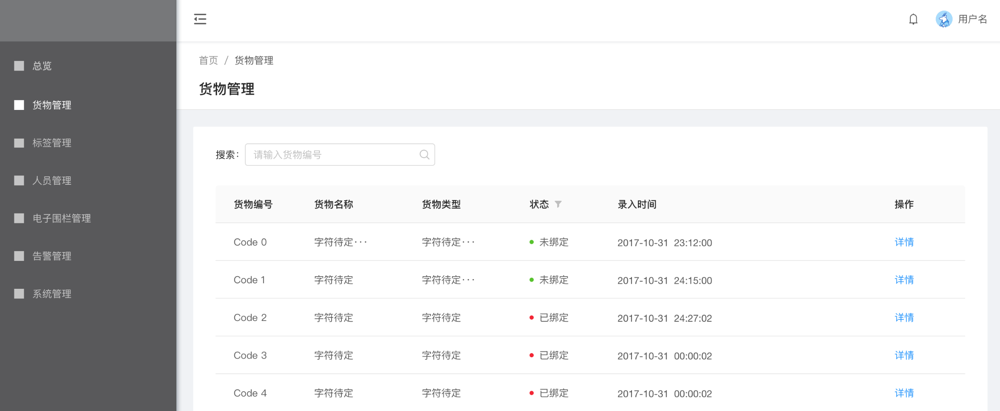 用户名
总览
货物管理
标签管理
人员管理
电子围栏管理
告警管理
系统管理
首页 / 货物管理
货物管理
搜索： 请输入货物编号
货物编号 货物名称 货物类型 状态 录入时间 操作
Code 0 字符待定··· 字符待定··· 未绑定 2017-10-31 23:12:00 详情
Code 1 字符待定 字符待定··· 未绑定 2017-10-31 24:15:00 详情
Code 2 字符待定 字符待定 已绑定 2017-10-31 24:27:02 详情
Code 3 字符待定 字符待定 已绑定 2017-10-31 00:00:02 详情
Code 4 字符待定 字符待定 已绑定 2017-10-31 00:00:02 详情